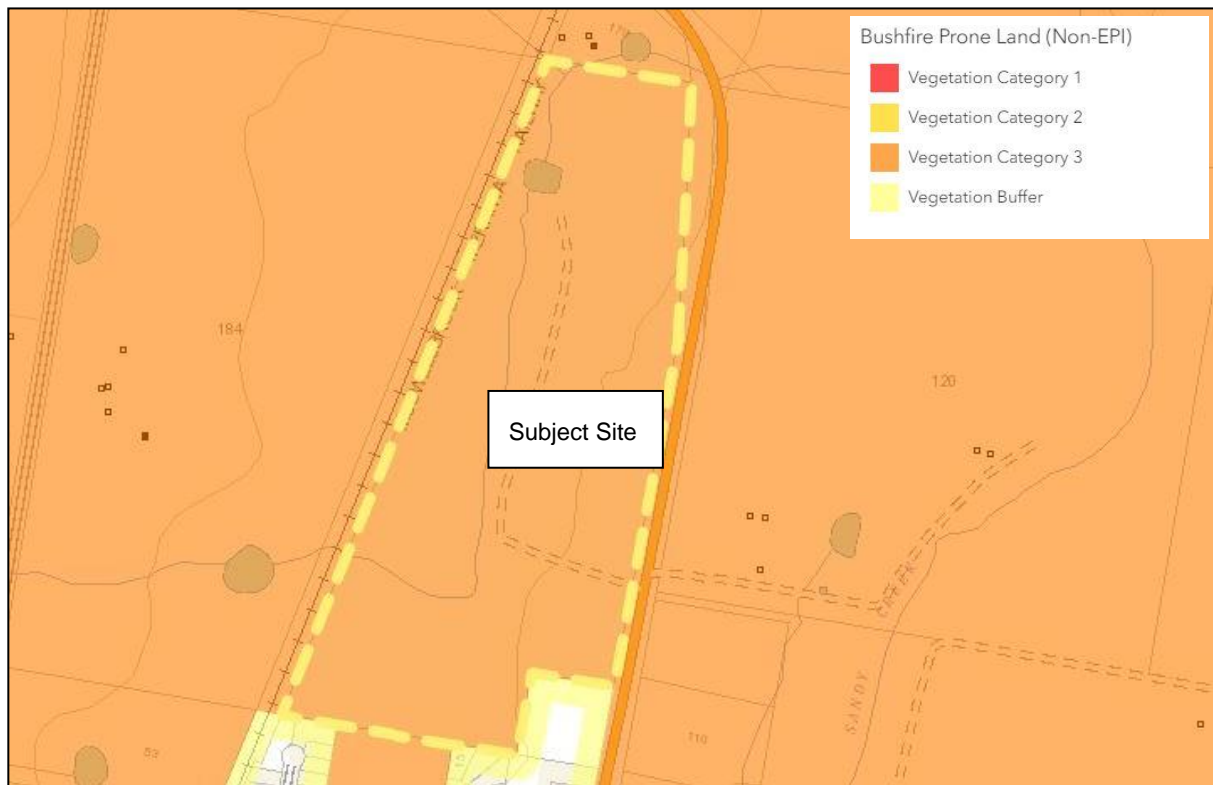 Bushfire Prone Land (Non-EPI)
Vegetation Category 1
Vegetation Category 2
Vegetation Category 3
Vegetation Buffer
184
120
Subject Site
CREEK
SANDY
53
15
110